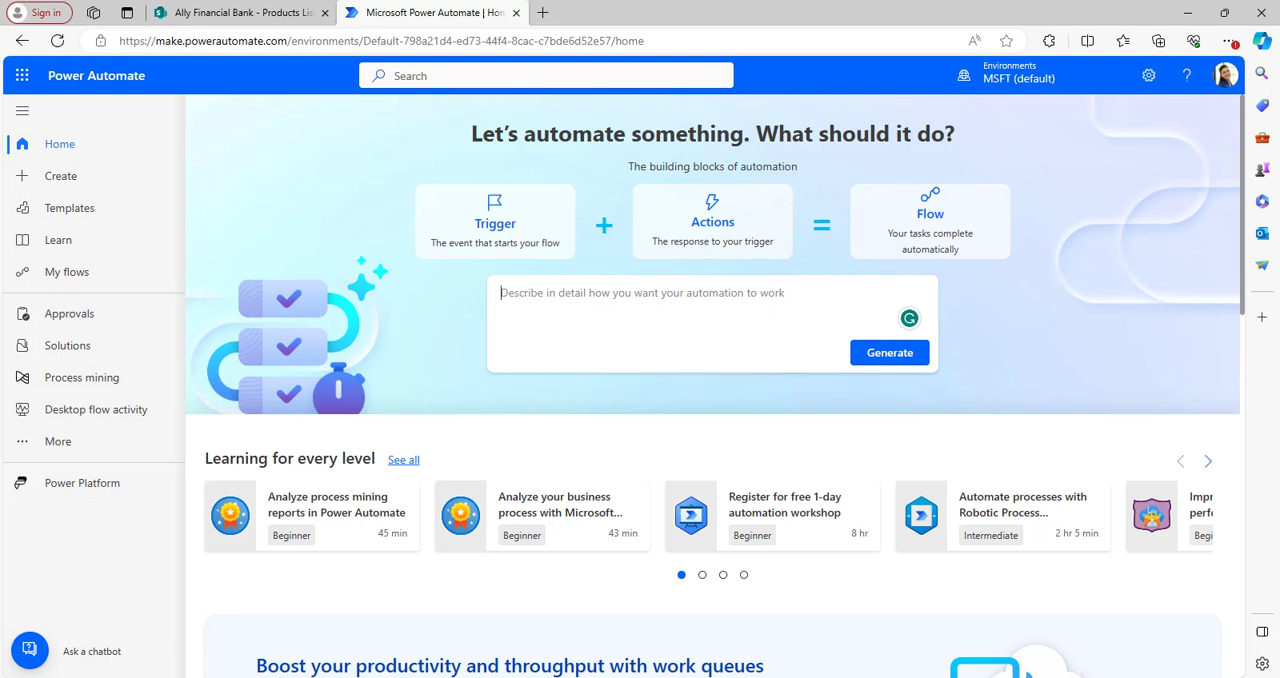 Sign in
Ally Financial Bank - Products Lis
Microsoft Power Automate | Hom
https://make.powerautomate.com/environments/Default-798a21d4-ed73-44f4-8cac-c7bde6d52e57/home
Power Automate
Search
Environments
MSFT (default)
Home
Create
Templates
Learn
My flows
Approvals
Solutions
Process mining
Desktop flow activity
More
Power Platform
Ask a chatbot
Let's automate something. What should it do?
The building blocks of automation
Trigger
The event that starts your flow
+
Actions
The response to your trigger
=
Flow
Your tasks complete
automatically
Describe in detail how you want your automation to work
Generate
Learning for every level
See all
Analyze process mining
reports in Power Automate
Beginner
45 min
Analyze your business
process with Microsoft...
Beginner
43 min
Register for free 1-day
automation workshop
Beginner
8 hr
Automate processes with
Robotic Process...
Intermediate
2 hr 5 min
Impr
perfo
Begi
Boost your productivity and throughput with work queues